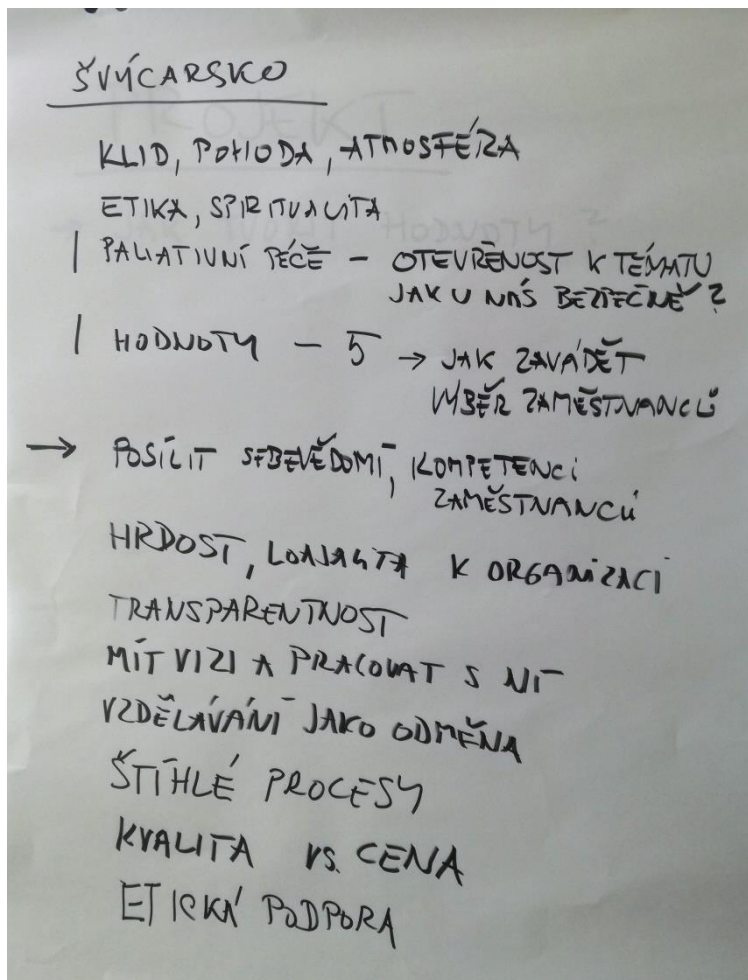 ŠVÝCARSKO
KLID, POHODA, ATMOSFÉRA
ETIKA, SPIRITUALITA
| PALIATIVNÍ PÉČE – OTEVŘENOST K TÉMATU
JAK U NÁS BEZPEČNĚ?
| HODNOTY – 5 → JAK ZAVÁDĚT
VÝBĚR ZAMĚSTNANCŮ
→ POSÍLIT SEBEVĚDOMÍ, KOMPETENCI
ZAMĚSTNANCŮ
HRDOST, LOAJALITA K ORGANIZACI
TRANSPARENTNOST
MÍT VIZI A PRACOVAT S NÍ
VZDĚLÁVÁNÍ JAKO ODMĚNA
ŠTÍHLÉ PROCESY
KVALITA VS. CENA
ETICKÁ PODPORA